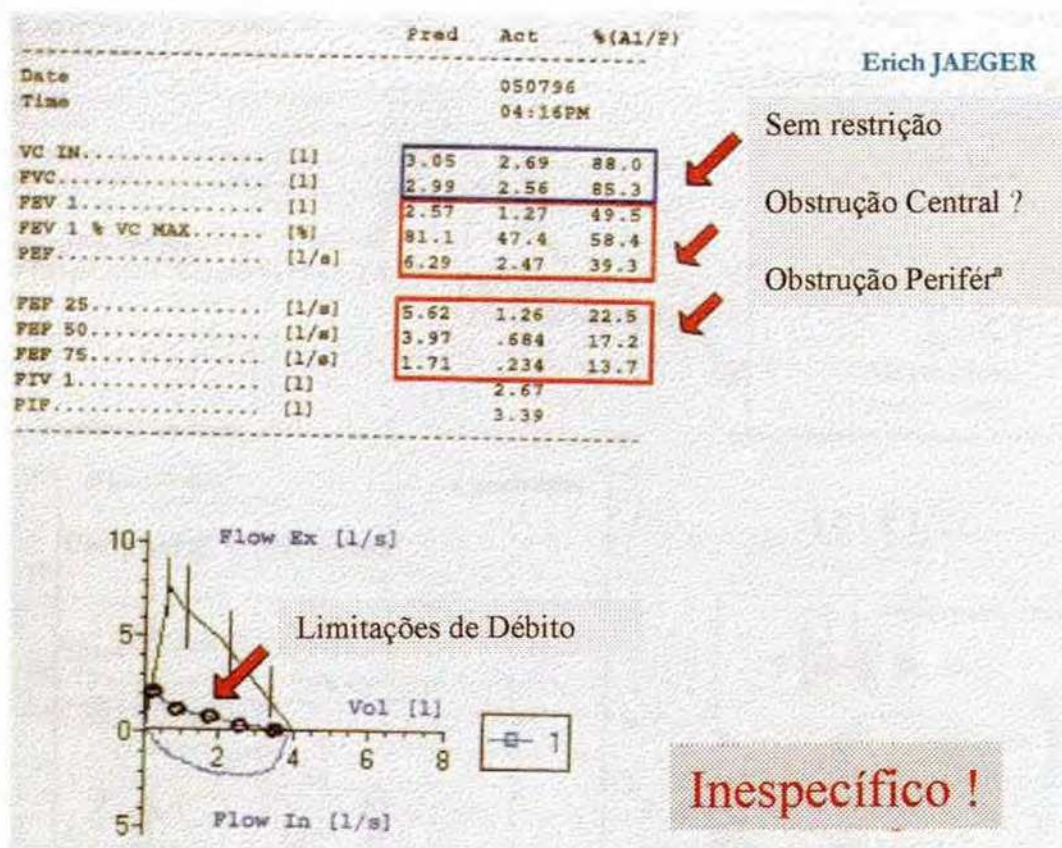 Pred Act %(A1/P)
Erich JAEGER
Date 050796
Time 04:16PM
VC IN............... [l] 3.05 2.69 88.0
FVC................. [l] 2.99 2.56 85.3
FEV 1............... [l] 2.57 1.27 49.5
FEV 1 % VC MAX...... [%] 81.1 47.4 58.4
PEF................. [l/s] 6.29 2.47 39.3
FEF 25.............. [l/s] 5.62 1.26 22.5
FEF 50.............. [l/s] 3.97 .684 17.2
FEF 75.............. [l/s] 1.71 .234 13.7
FIV 1............... [l] 2.67
PIF................. [l] 3.39
Sem restrição
Obstrução Central ?
Obstrução Periférª
10
Flow Ex [l/s]
5
Limitações de Débito
Vol [l]
0
2 4 6 8
1
5
Flow In [l/s]
Inespecífico !